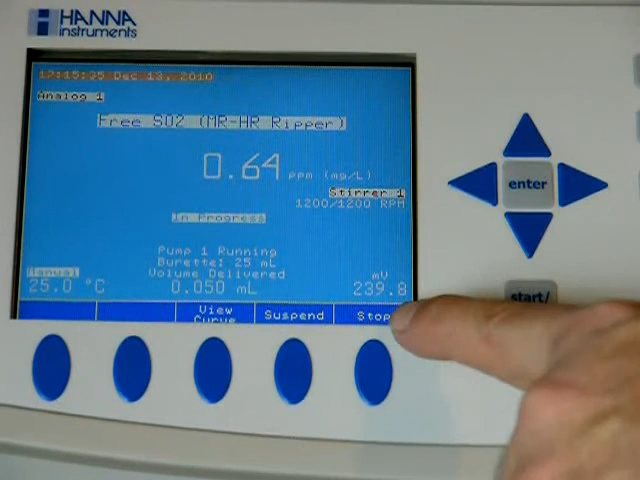 HANNA
instruments
12:15:35 Dec 13, 2010
Analog 1
Free SO2 (MR-HR Ripper)
0.64 ppm (mg/L)
Stirrer 1
1200/1200 RPM
In Progress
Pump 1 Running
Burette: 25 mL
Manual Volume Delivered mV
25.0 °C 0.050 mL 239.8
View
Curve Suspend Stop
enter
start/